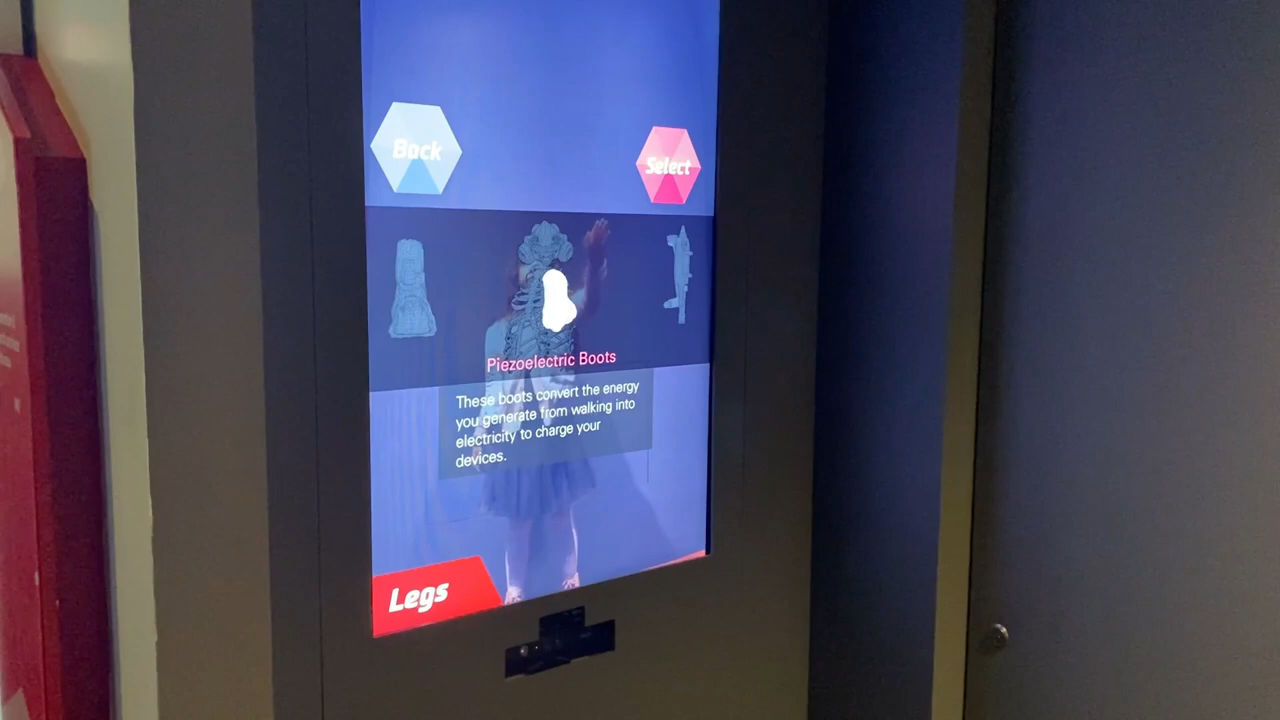 Back
Select
Piezoelectric Boots
These boots convert the energy
you generate from walking into
electricity to charge your
devices.
Legs